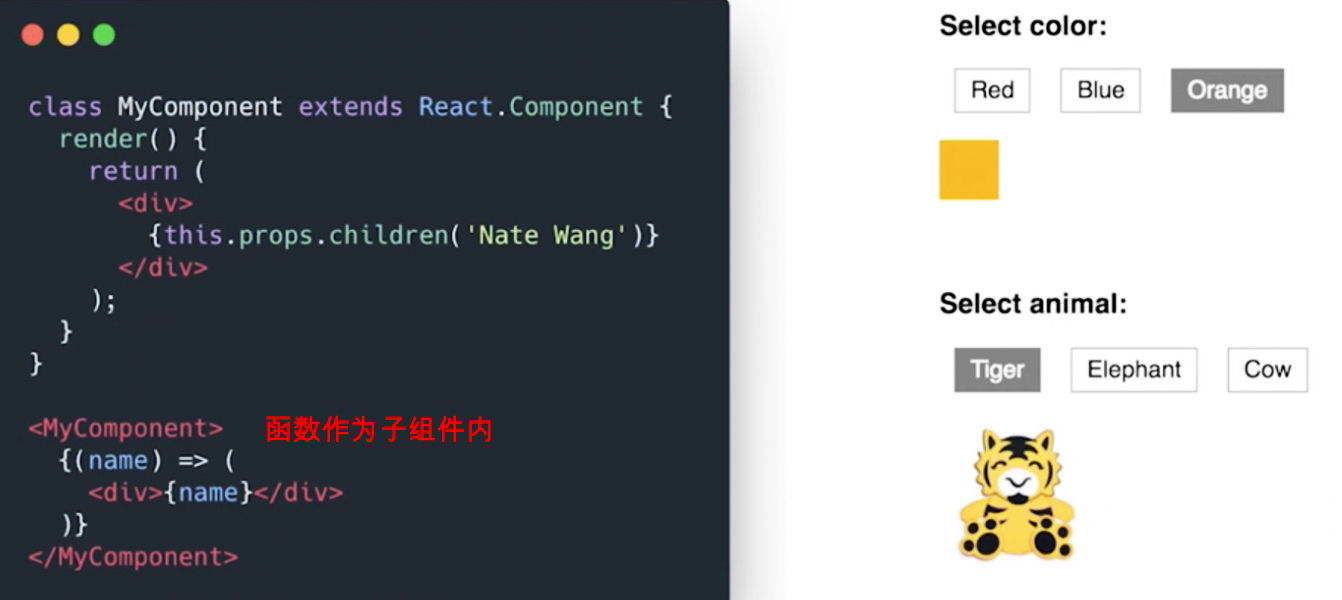 class MyComponent extends React.Component {
  render() {
    return (
      <div>
        {this.props.children('Nate Wang')}
      </div>
    );
  }
}
<MyComponent> 函数作为子组件内
  {(name) => (
    <div>{name}</div>
  )}
</MyComponent>
Select color:
Red Blue Orange
Select animal:
Tiger Elephant Cow